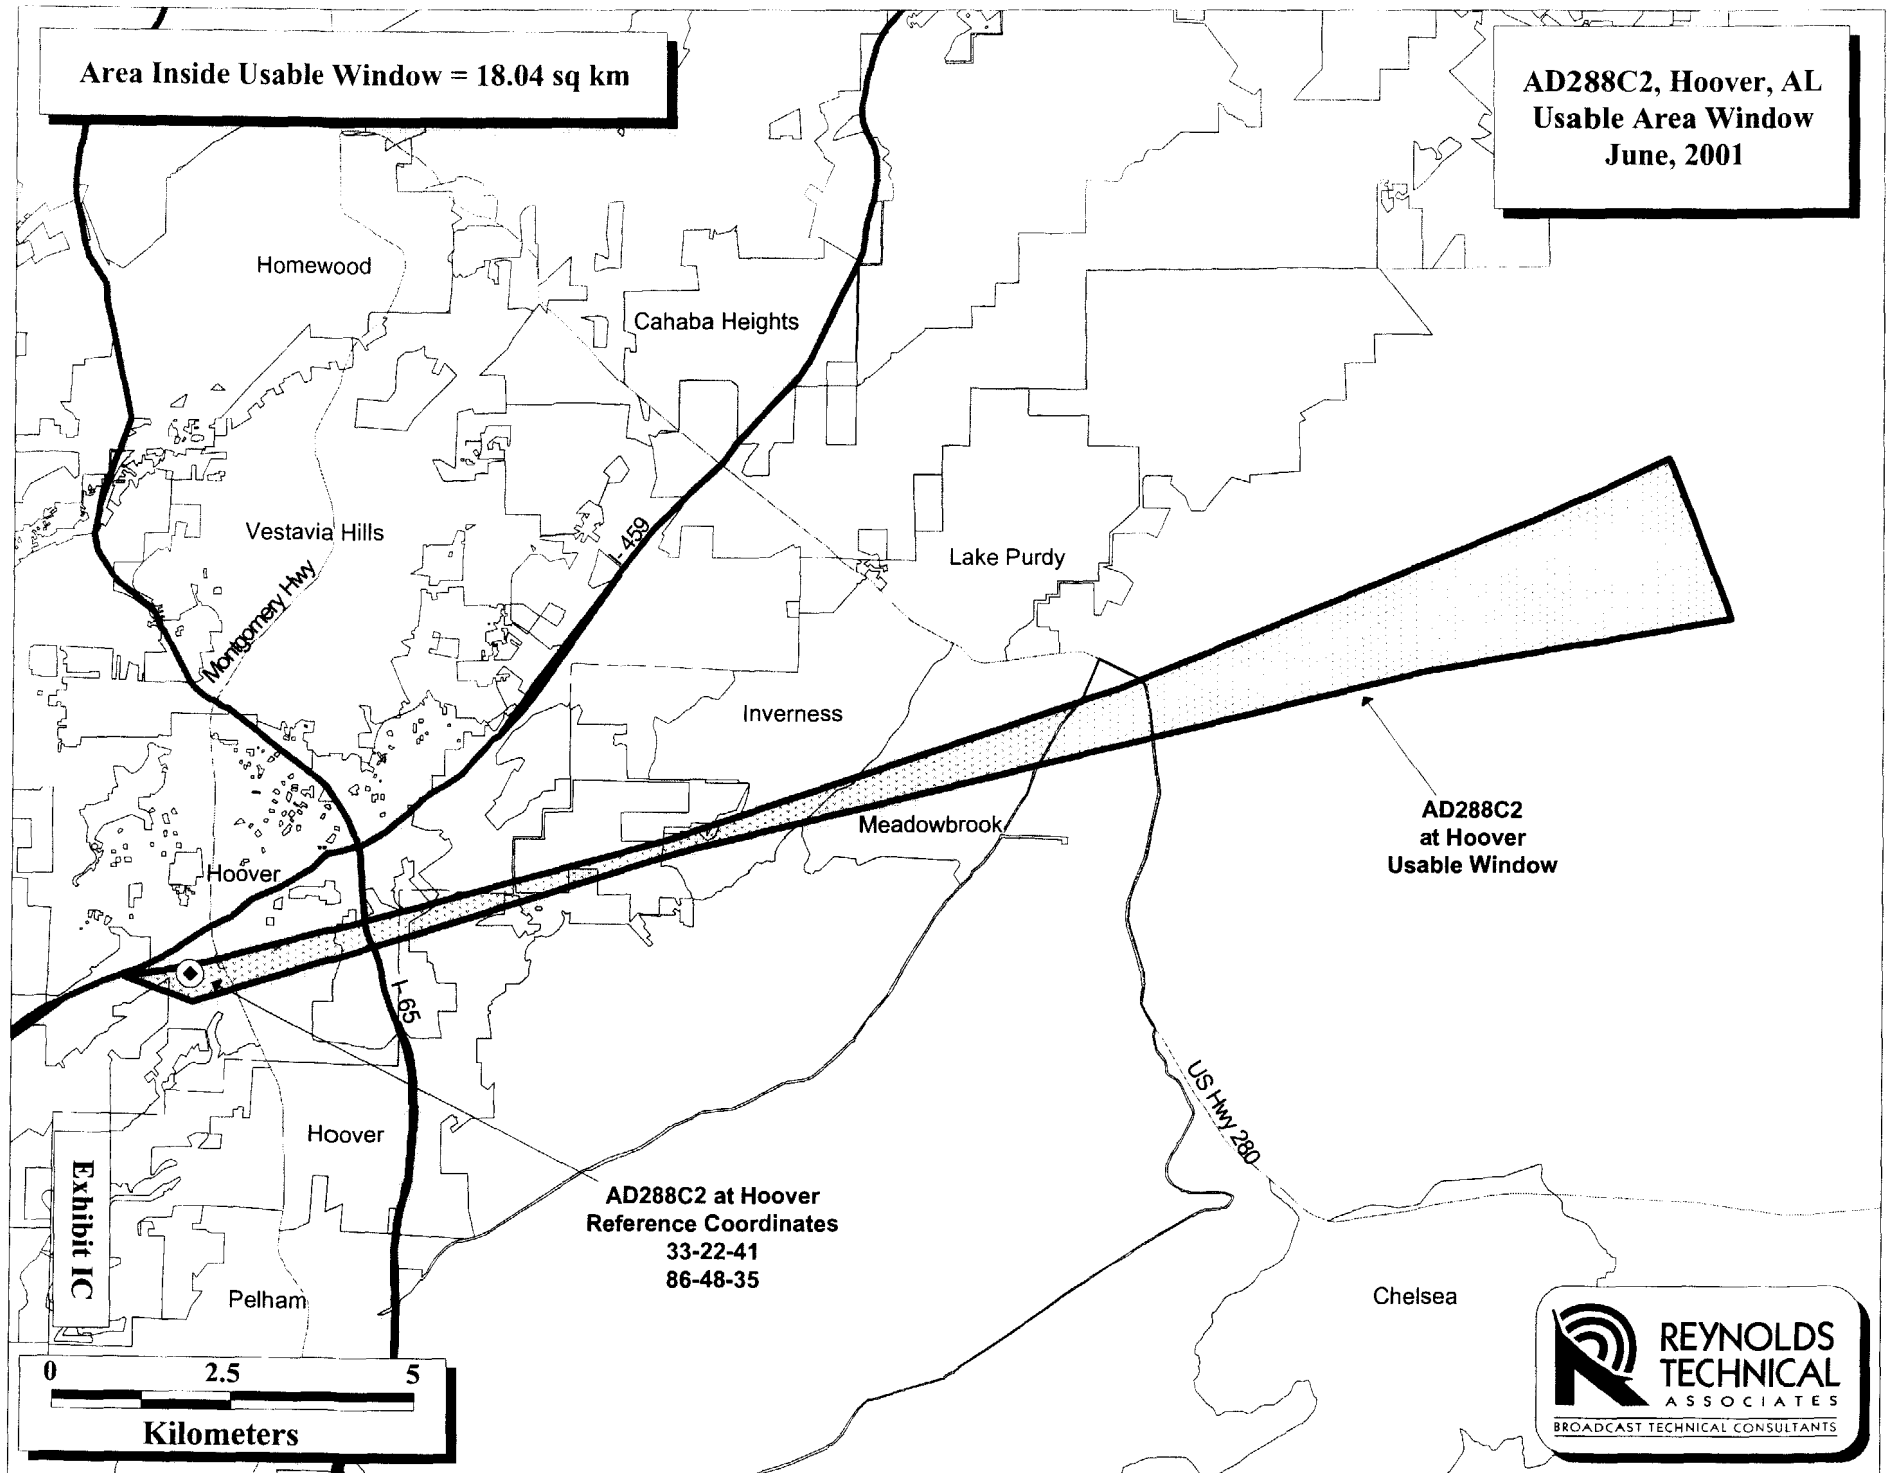 Area Inside Usable Window = 18.04 sq km
AD288C2, Hoover, AL
Usable Area Window
June, 2001
Homewood
Cahaba Heights
Vestavia Hills
I- 459
Lake Purdy
Montgomery Hwy
Inverness
AD288C2
at Hoover
Usable Window
Meadowbrook
Hoover
I- 65
US Hwy 280
Hoover
AD288C2 at Hoover
Reference Coordinates
33-22-41
86-48-35
Exhibit IC
Pelham
Chelsea
0 2.5 5
Kilometers
REYNOLDS
TECHNICAL
ASSOCIATES
BROADCAST TECHNICAL CONSULTANTS